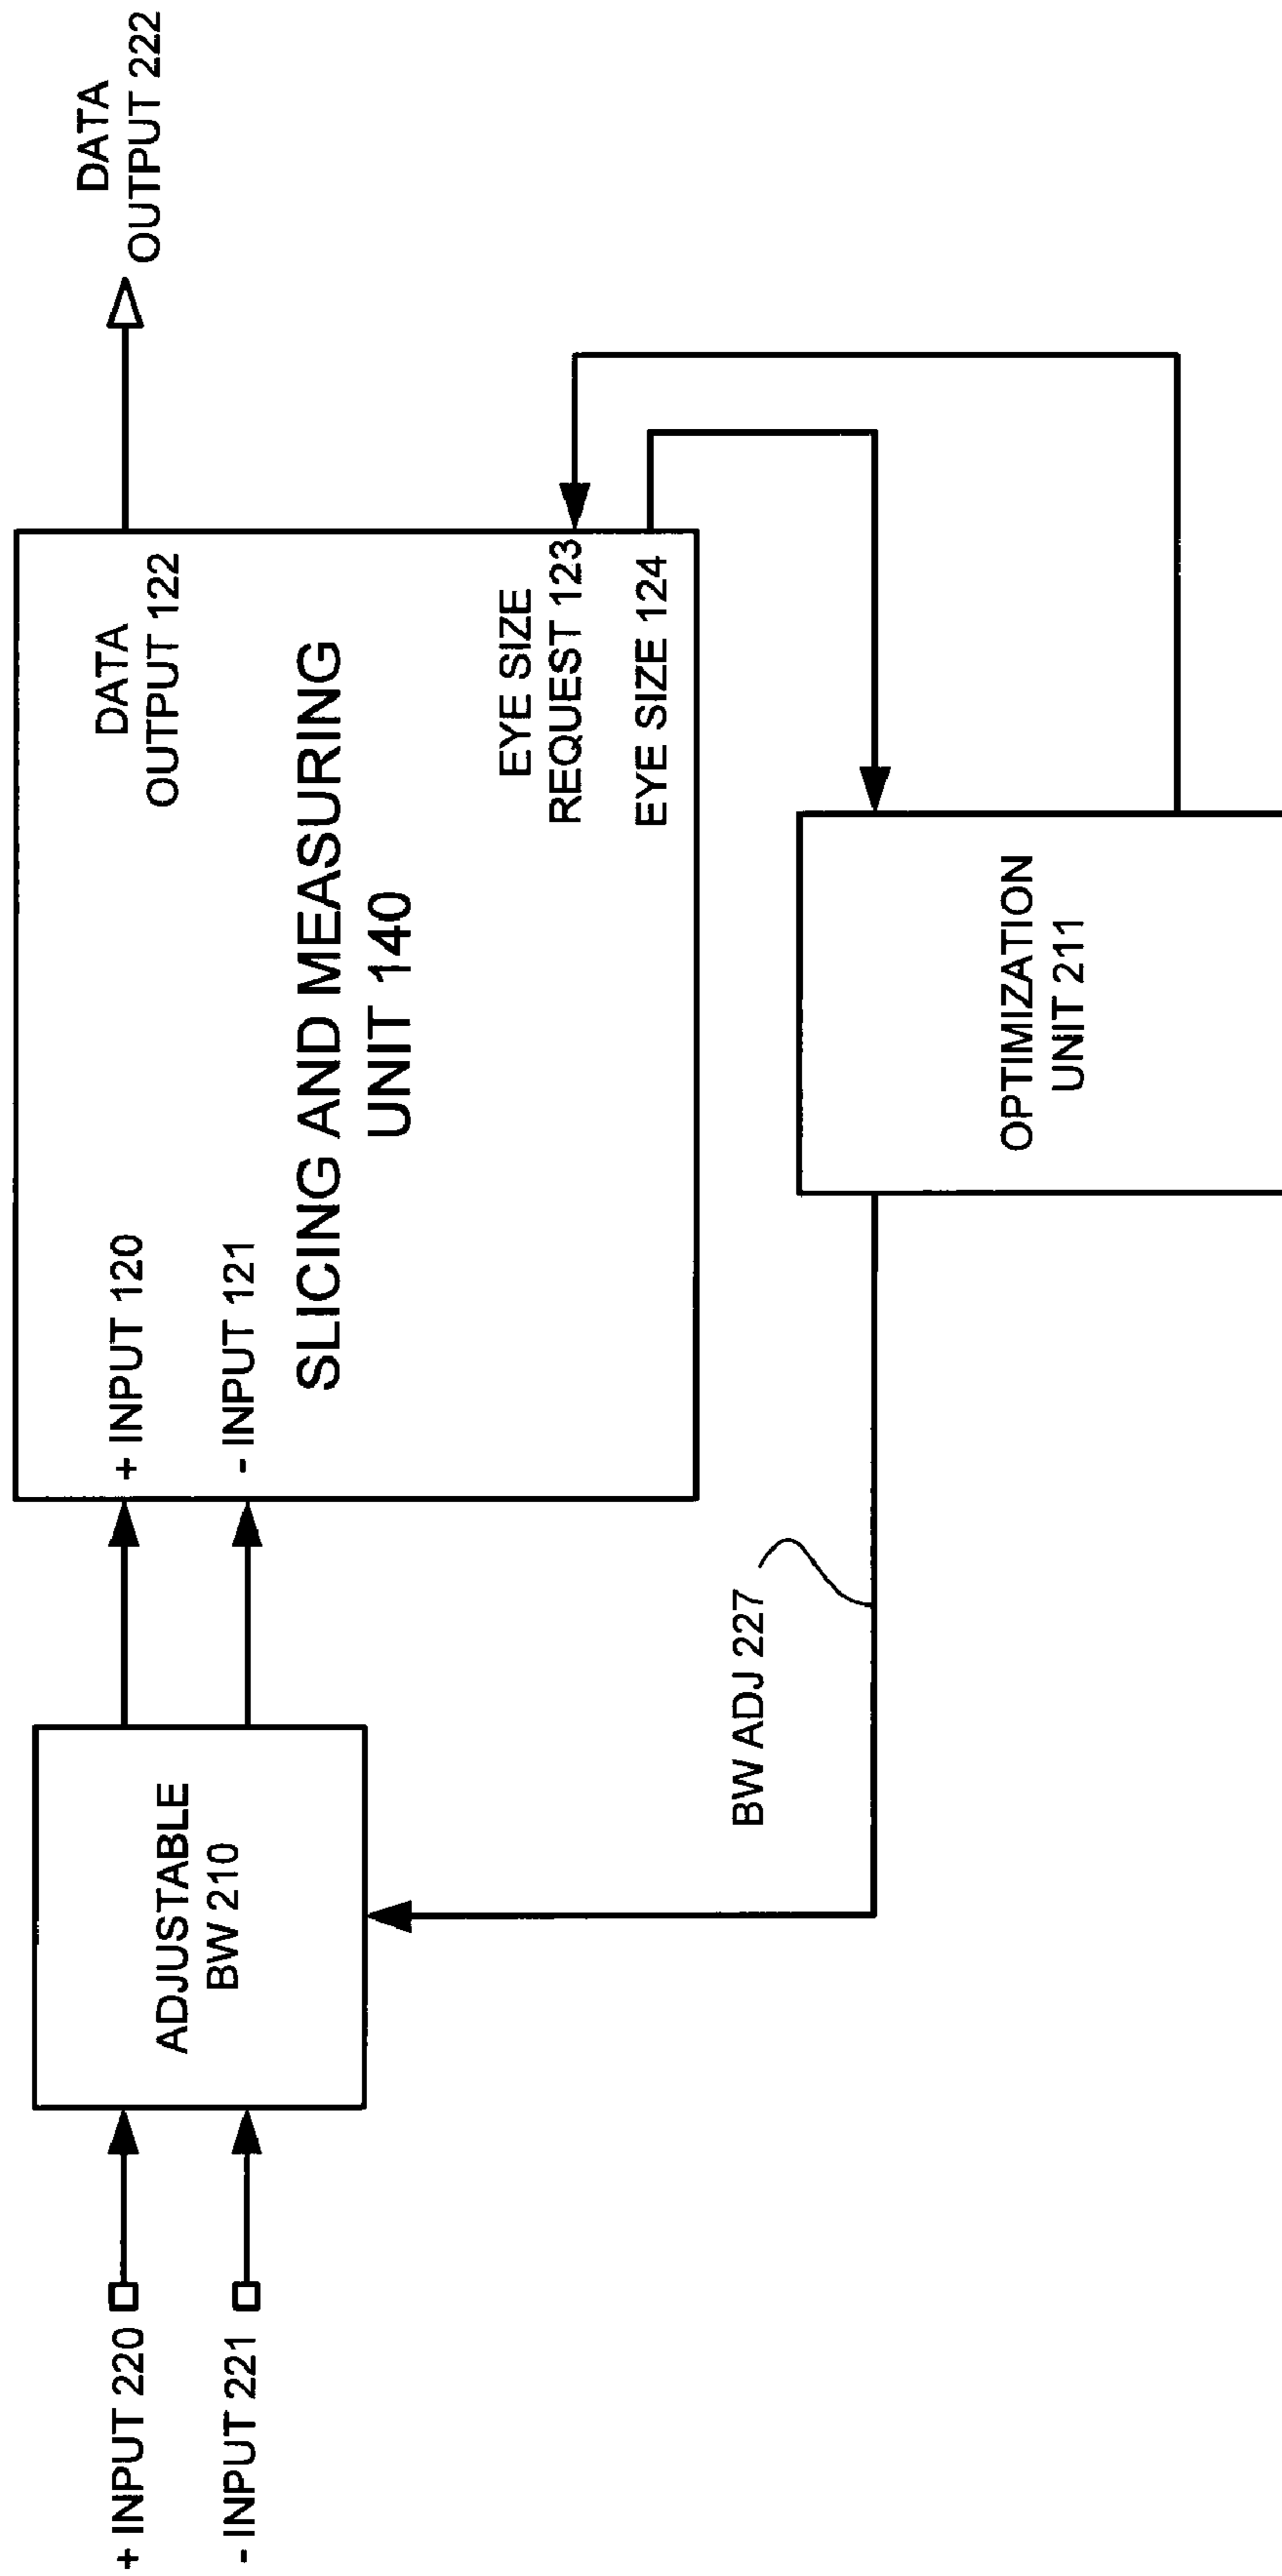 + INPUT 220
- INPUT 221
ADJUSTABLE
BW 210
+ INPUT 120
- INPUT 121
SLICING AND MEASURING
UNIT 140
DATA
OUTPUT 122
EYE SIZE
REQUEST 123
EYE SIZE 124
DATA
OUTPUT 222
BW ADJ 227
OPTIMIZATION
UNIT 211